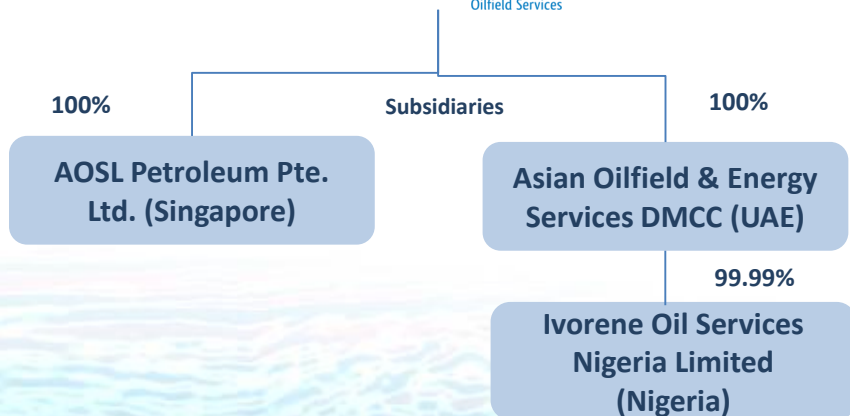 Oilfield Services
100%
Subsidiaries
100%
AOSL Petroleum Pte.
Ltd. (Singapore)
Asian Oilfield & Energy
Services DMCC (UAE)
99.99%
Ivorene Oil Services
Nigeria Limited
(Nigeria)